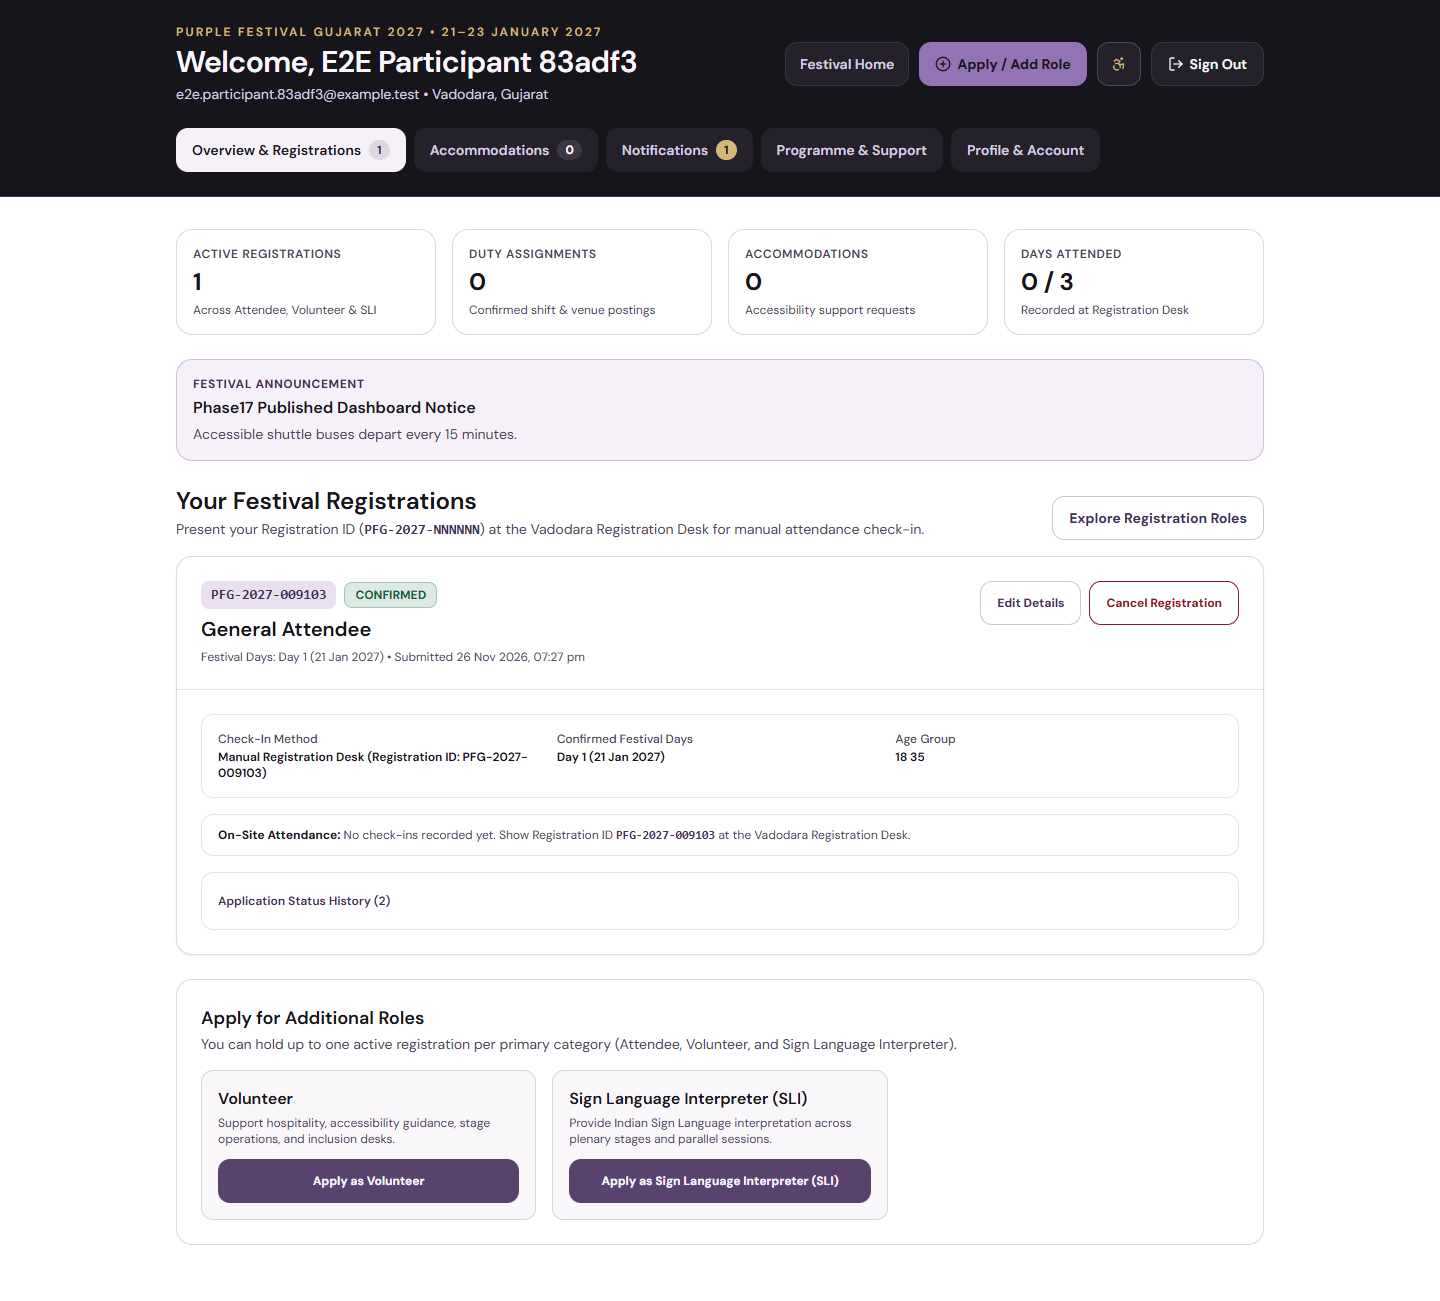 PURPLE FESTIVAL GUJARAT 2027 • 21–23 JANUARY 2027
Welcome, E2E Participant 83adf3
e2e.participant.83adf3@example.test • Vadodara, Gujarat
Festival Home
Apply / Add Role
Sign Out
Overview & Registrations 1
Accommodations 0
Notifications 1
Programme & Support
Profile & Account
ACTIVE REGISTRATIONS
1
Across Attendee, Volunteer & SLI
DUTY ASSIGNMENTS
0
Confirmed shift & venue postings
ACCOMMODATIONS
0
Accessibility support requests
DAYS ATTENDED
0 / 3
Recorded at Registration Desk
FESTIVAL ANNOUNCEMENT
Phase17 Published Dashboard Notice
Accessible shuttle buses depart every 15 minutes.
Your Festival Registrations
Present your Registration ID (PFG-2027-NNNNNN) at the Vadodara Registration Desk for manual attendance check-in.
Explore Registration Roles
PFG-2027-009103
CONFIRMED
General Attendee
Festival Days: Day 1 (21 Jan 2027) • Submitted 26 Nov 2026, 07:27 pm
Edit Details
Cancel Registration
Check-In Method
Manual Registration Desk (Registration ID: PFG-2027-
009103)
Confirmed Festival Days
Day 1 (21 Jan 2027)
Age Group
18 35
On-Site Attendance: No check-ins recorded yet. Show Registration ID PFG-2027-009103 at the Vadodara Registration Desk.
Application Status History (2)
Apply for Additional Roles
You can hold up to one active registration per primary category (Attendee, Volunteer, and Sign Language Interpreter).
Volunteer
Support hospitality, accessibility guidance, stage
operations, and inclusion desks.
Apply as Volunteer
Sign Language Interpreter (SLI)
Provide Indian Sign Language interpretation across
plenary stages and parallel sessions.
Apply as Sign Language Interpreter (SLI)